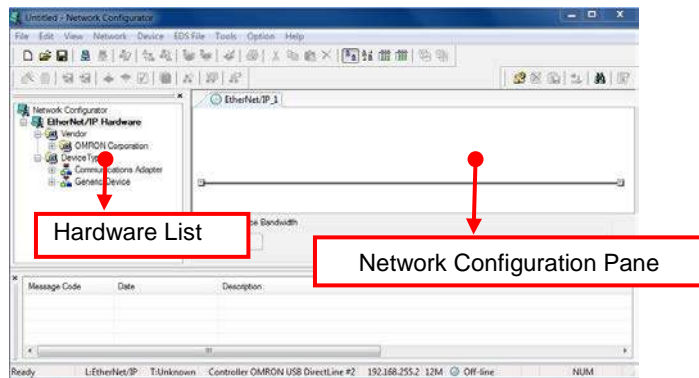 Untitled - Network Configurator
File Edit View Network Device EDS File Tools Option Help
EtherNet/IP_1
Network Configurator
EtherNet/IP Hardware
Vendor
OMRON Corporation
DeviceType
Communications Adapter
Generic Device
Hardware List
Bandwidth
Network Configuration Pane
Message Code Date Description
Ready L:EtherNet/IP T:Unknown Controller OMRON USB DirectLine #2 192.168.255.2 12M Off-line NUM